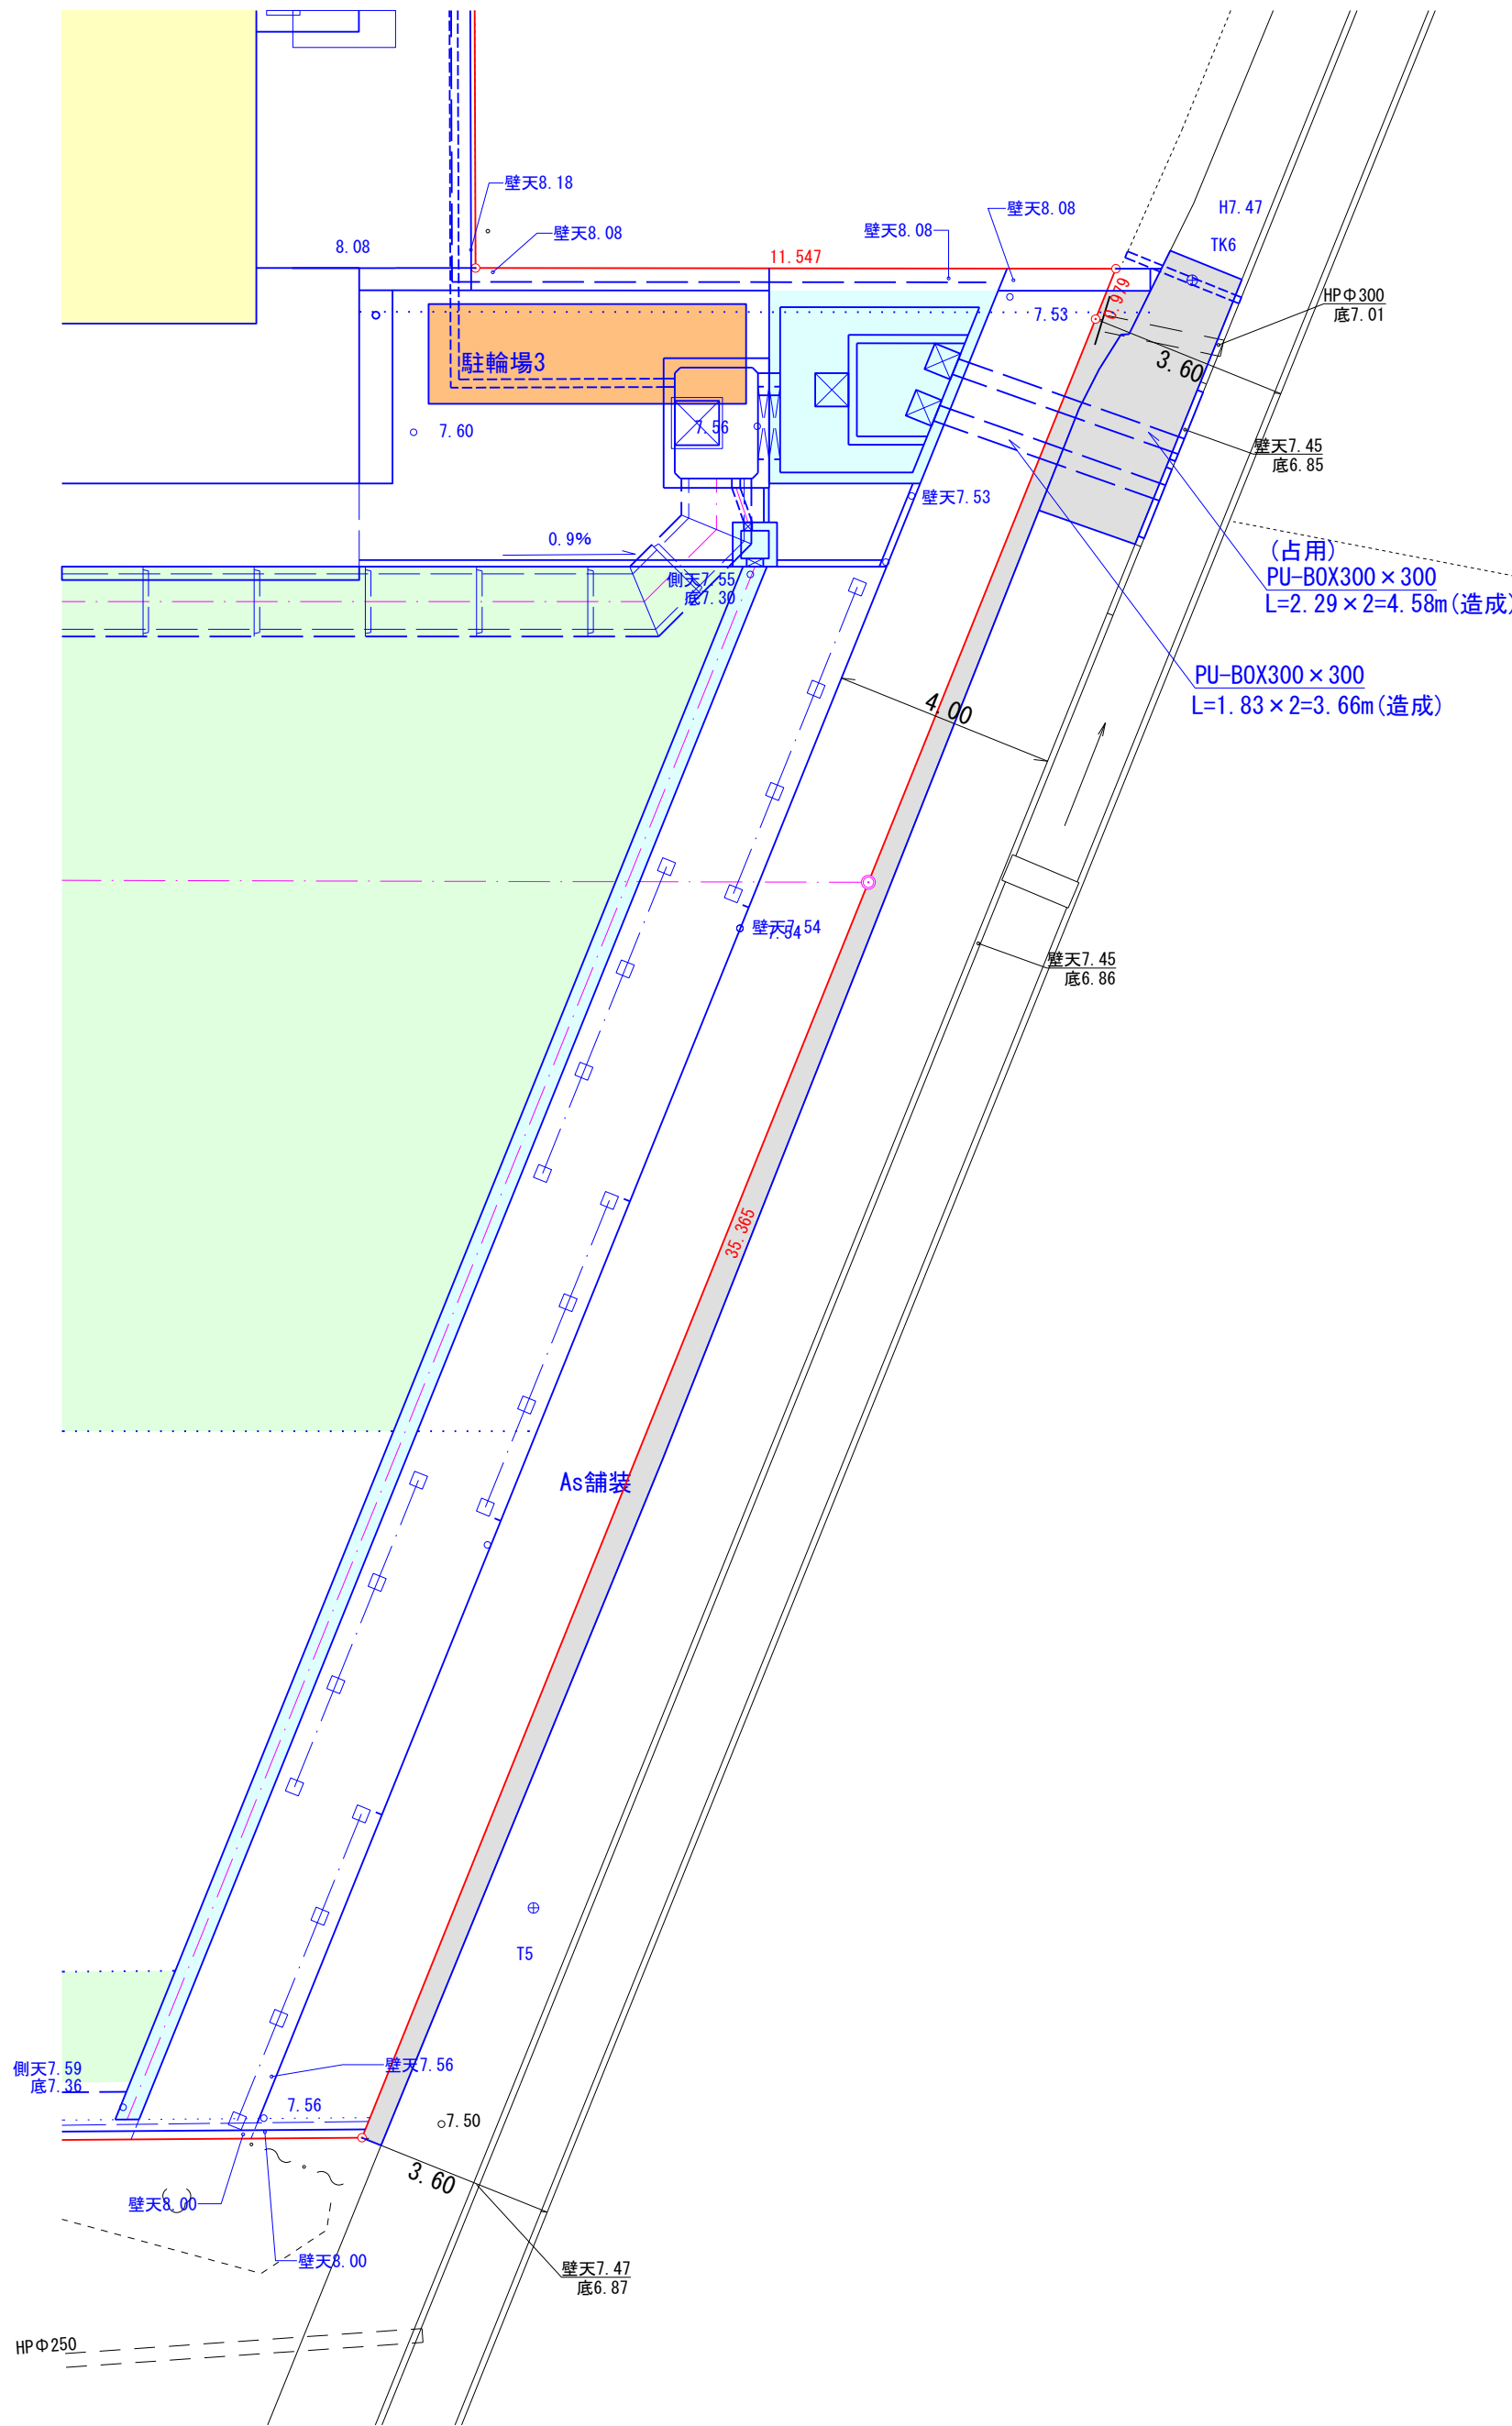 壁天8.18
H7.47
壁天8.08
壁天8.08
壁天8.08
8.08
TK6
11.547
0.979
HPΦ300
底7.01
7.53
3.60
駐輪場3
7.60
7.56
壁天7.45
底6.85
壁天7.53
0.9%
(占用)
PU-BOX300×300
L=2.29×2=4.58m(造成)
側天7.55
底7.30
PU-BOX300×300
L=1.83×2=3.66m(造成)
4.00
壁天7.54
7.54
壁天7.45
底6.86
35.365
As舗装
T5
側天7.59
底7.36
壁天7.56
7.56
7.50
3.60
壁天8.00
壁天8.00
壁天7.47
底6.87
HPΦ250